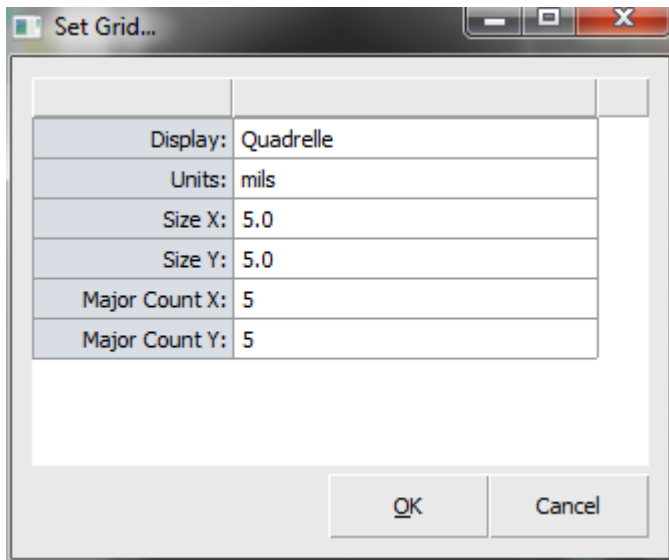 Set Grid...
Display: Quadrelle
Units: mils
Size X: 5.0
Size Y: 5.0
Major Count X: 5
Major Count Y: 5
OK Cancel